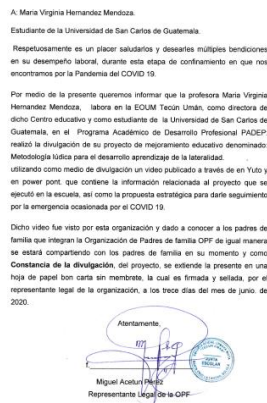 A: Maria Virginia Hernandez Mendoza.
Estudiante de la Universidad de San Carlos de Guatemala.
Respetuosamente es un placer saludarlos y desearles múltiples bendiciones
en su desempeño laboral, durante esta etapa de confinamiento en que nos
encontramos por la Pandemia del COVID 19.
Por medio de la presente queremos informar que la profesora Maria Virginia
Hernandez Mendoza, labora en la EOUM Tecún Umán, como directora de
dicho Centro educativo y como estudiante de la Universidad de San Carlos de
Guatemala, en el Programa Académico de Desarrollo Profesional PADEP;
realizó la divulgación de su proyecto de mejoramiento educativo denominado:
Metodología lúdica para el desarrollo aprendizaje de la lateralidad.
utilizando como medio de divulgación un video publicado a través de en Yuto y
en power pont. que contiene la información relacionada al proyecto que se
ejecutó en la escuela, así como la propuesta estratégica para darle seguimiento
por la emergencia ocasionada por el COVID 19.
Dicho video fue visto por esta organización y dado a conocer a los padres de
familia que integran la Organización de Padres de familia OPF de igual manera
se estará compartiendo con los padres de familia en su momento y como
Constancia de la divulgación, del proyecto, se extiende la presente en una
hoja de papel bon carta sin membrete, la cual es firmada y sellada, por el
representante legal de la organización, a los trece días del mes de junio. de
2020.
Atentamente.
JUNTA
ESCOLAR
Miguel Acetun Pérez
Representante Legal de la OPF